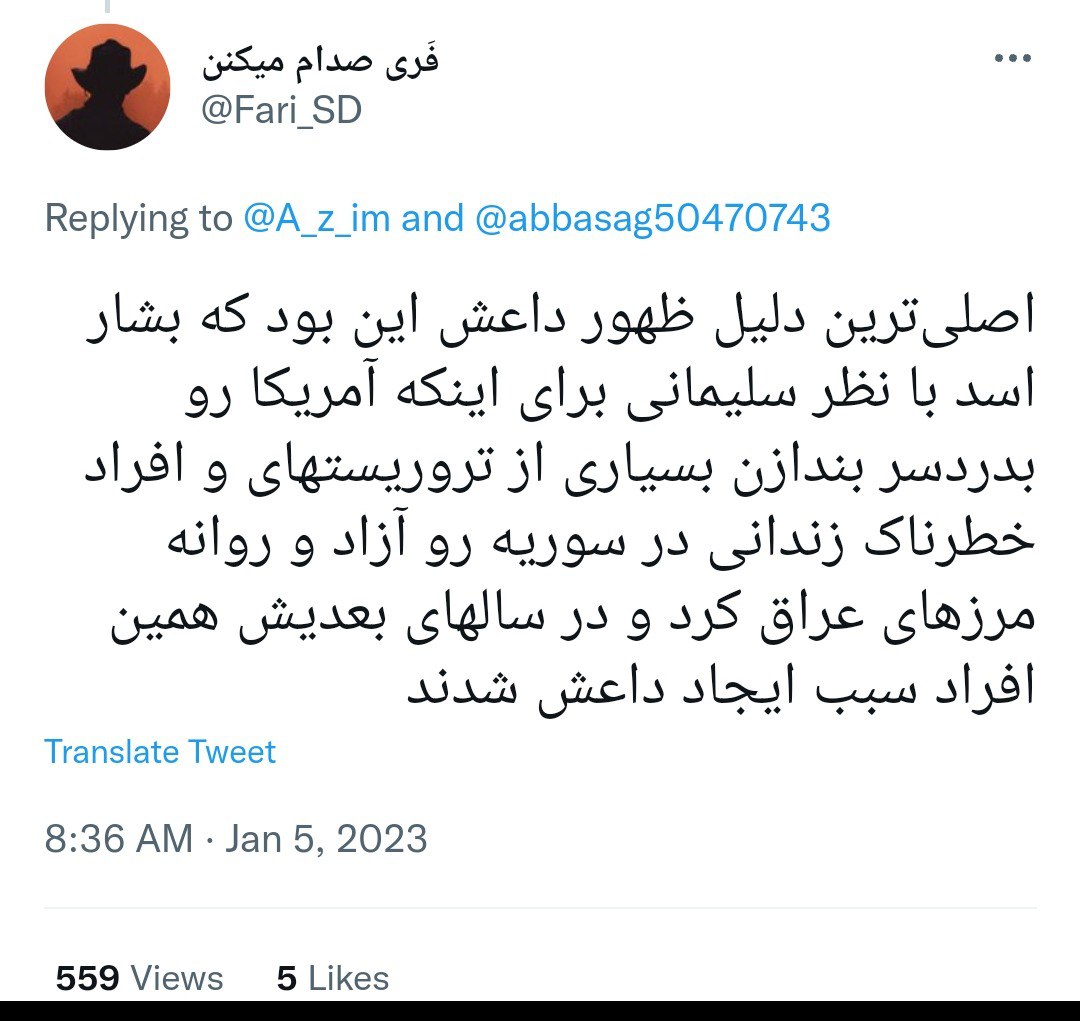 فَری صدام میکنن
@Fari_SD
Replying to @A_z_im and @abbasag50470743
اصلی‌ترین دلیل ظهور داعش این بود که بشار
اسد با نظر سلیمانی برای اینکه آمریکا رو
بدردسر بندازن بسیاری از تروریستهای و افراد
خطرناک زندانی در سوریه رو آزاد و روانه
مرزهای عراق کرد و در سالهای بعدیش همین
افراد سبب ایجاد داعش شدند
Translate Tweet
8:36 AM · Jan 5, 2023
559 Views 5 Likes